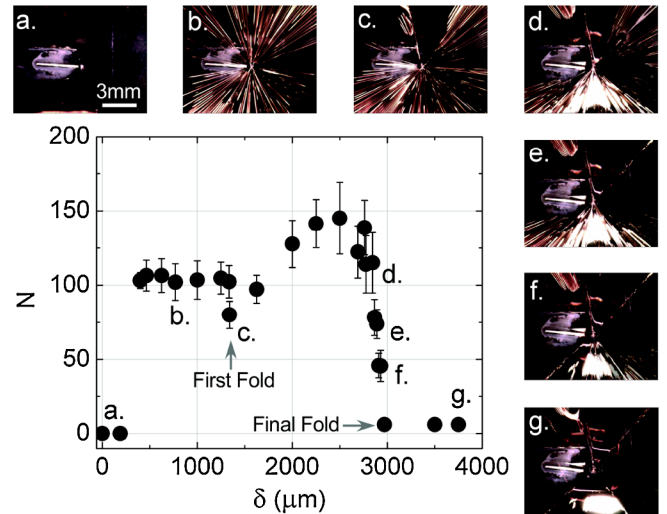 a.
3mm
b.
c.
d.
e.
f.
g.
200
150
100
50
0
N
a.
b.
c.
First Fold
d.
e.
f.
g.
Final Fold
0
1000
2000
3000
4000
δ (μm)